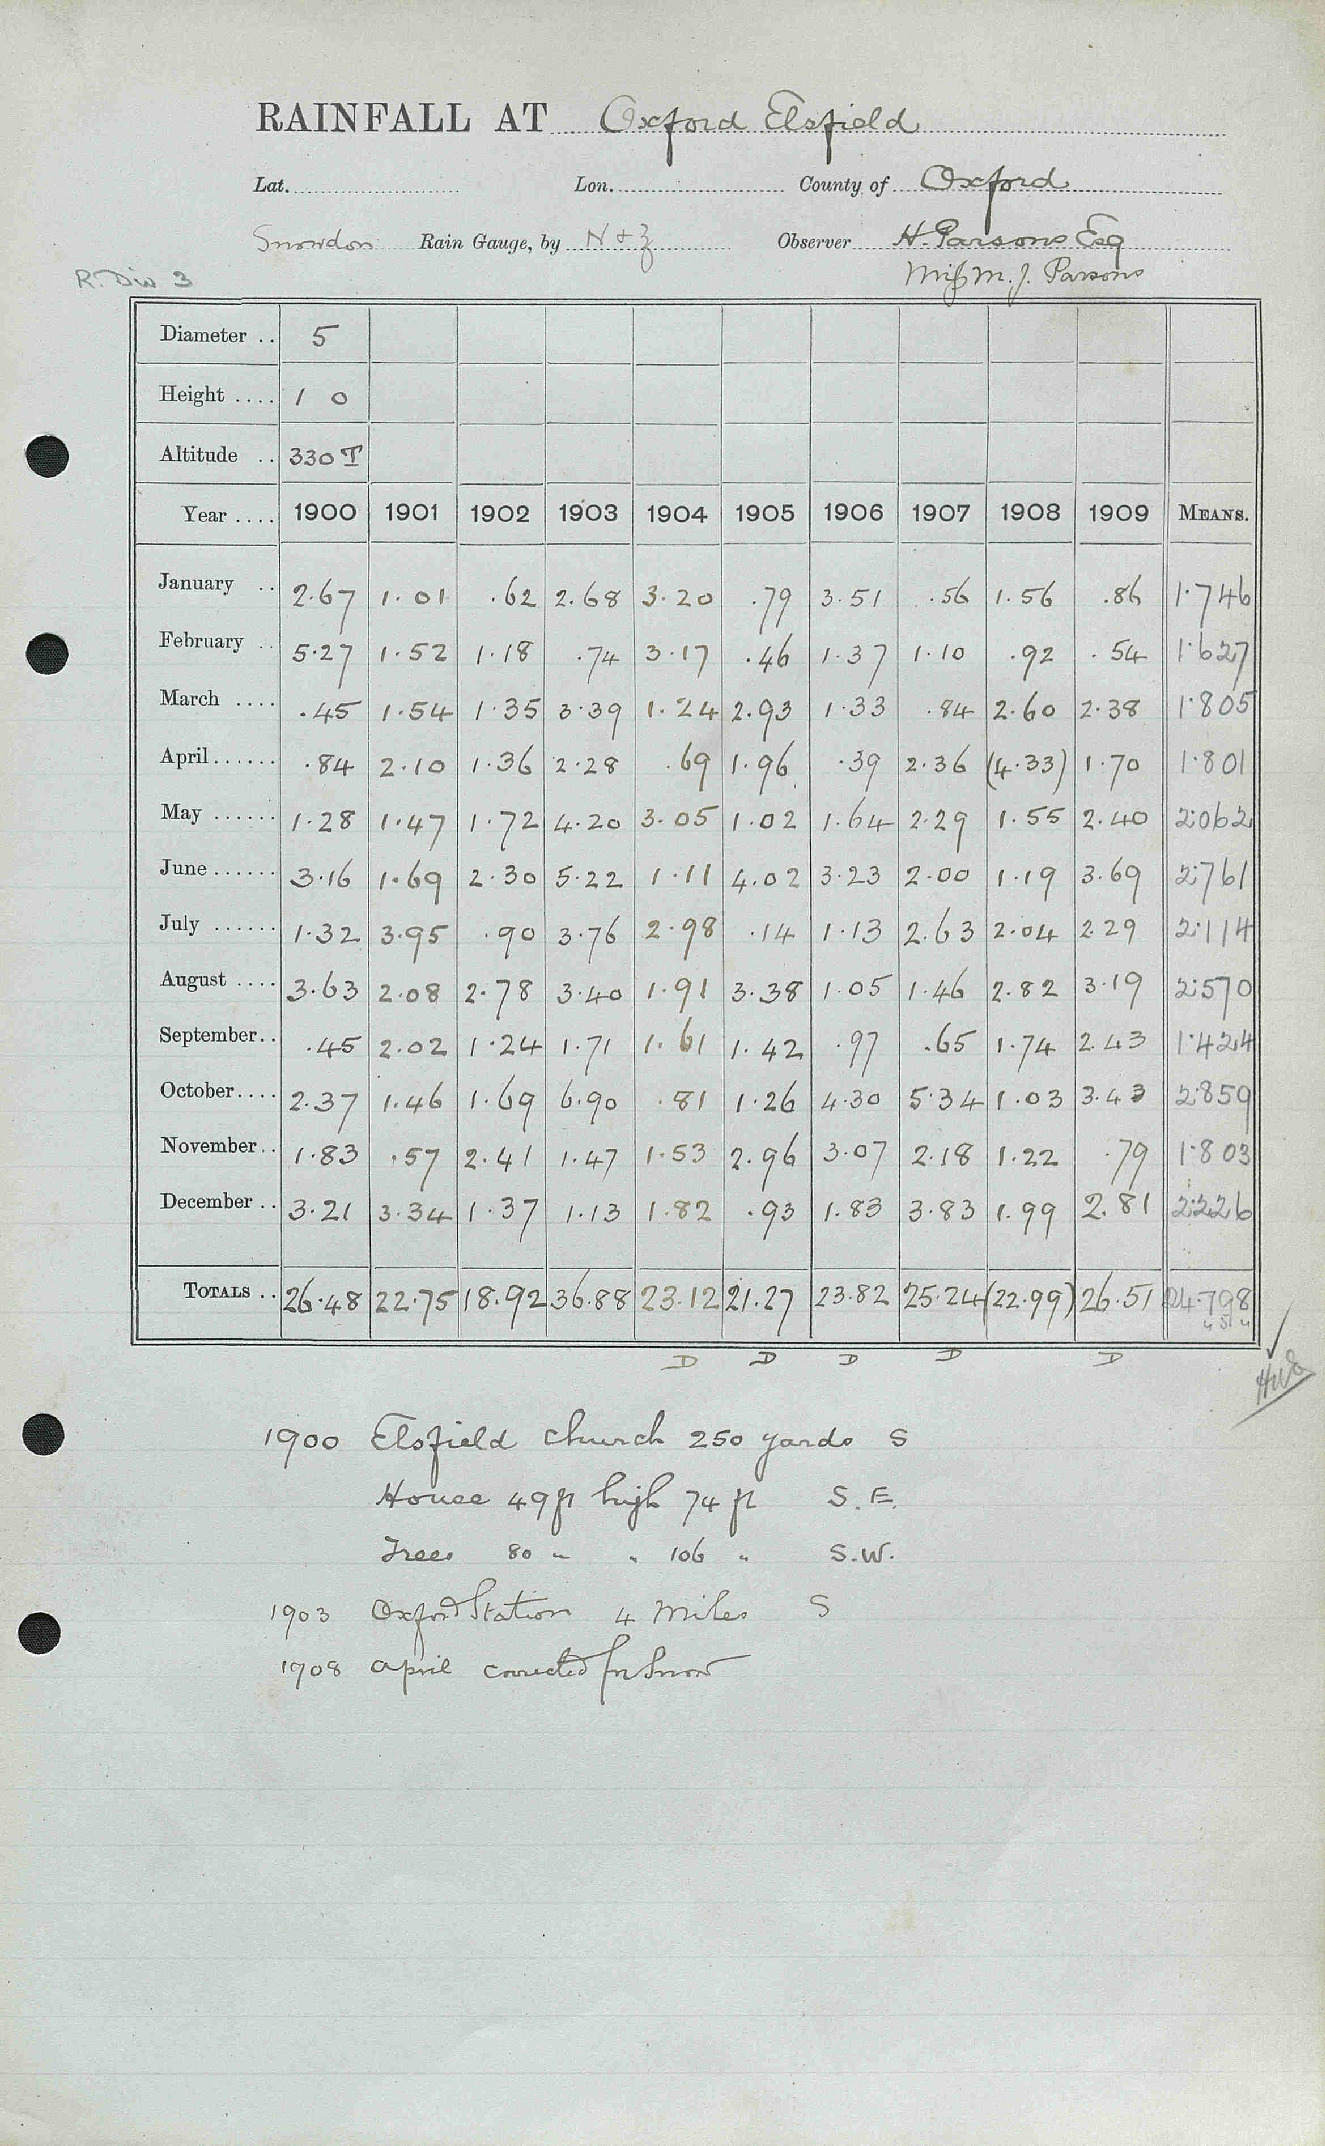 RAINFALL AT Oxford Elsfield
Lat. Lon. County of Oxford
Snowdon Rain Gauge, by N & Z Observer H. Parsons Esq
R. Div 3 Miss M. J. Parsons
Diameter .. 5
Height .... 1 0
Altitude .. 330 T
Year .... 1900 1901 1902 1903 1904 1905 1906 1907 1908 1909 MEANS.
January .. 2.67 1.01 .62 2.68 3.20 .79 3.51 .56 1.56 .86 1.746
February .. 5.27 1.52 1.18 .74 3.17 .46 1.37 1.10 .92 .54 1.627
March .... .45 1.54 1.35 3.39 1.24 2.93 1.33 .84 2.60 2.38 1.805
April ...... .84 2.10 1.36 2.28 .69 1.96 .39 2.36 (4.33) 1.70 1.801
May ...... 1.28 1.47 1.72 4.20 3.05 1.02 1.64 2.29 1.55 2.40 2.062
June ...... 3.16 1.69 2.30 5.22 1.11 4.02 3.23 2.00 1.19 3.69 2.761
July ...... 1.32 3.95 .90 3.76 2.98 .14 1.13 2.63 2.04 2.29 2.114
August .... 3.63 2.08 2.78 3.40 1.91 3.38 1.05 1.46 2.82 3.19 2.570
September .. .45 2.02 1.24 1.71 1.61 1.42 .97 .65 1.74 2.43 1.424
October .... 2.37 1.46 1.69 6.90 .81 1.26 4.30 5.34 1.03 3.43 2.859
November .. 1.83 .57 2.41 1.47 1.53 2.96 3.07 2.18 1.22 .79 1.803
December .. 3.21 3.34 1.37 1.13 1.82 .93 1.83 3.83 1.99 2.81 2.226
TOTALS .. 26.48 22.75 18.92 36.88 23.12 21.27 23.82 25.24 (22.99) 26.51 24.798
D D D D D
1900 Elsfield Church 250 yards S
House 49 ft high 74 ft S.E.
Trees 80 " " 106 " S.W.
1903 Oxford Station 4 Miles S
1908 April corrected for Snow